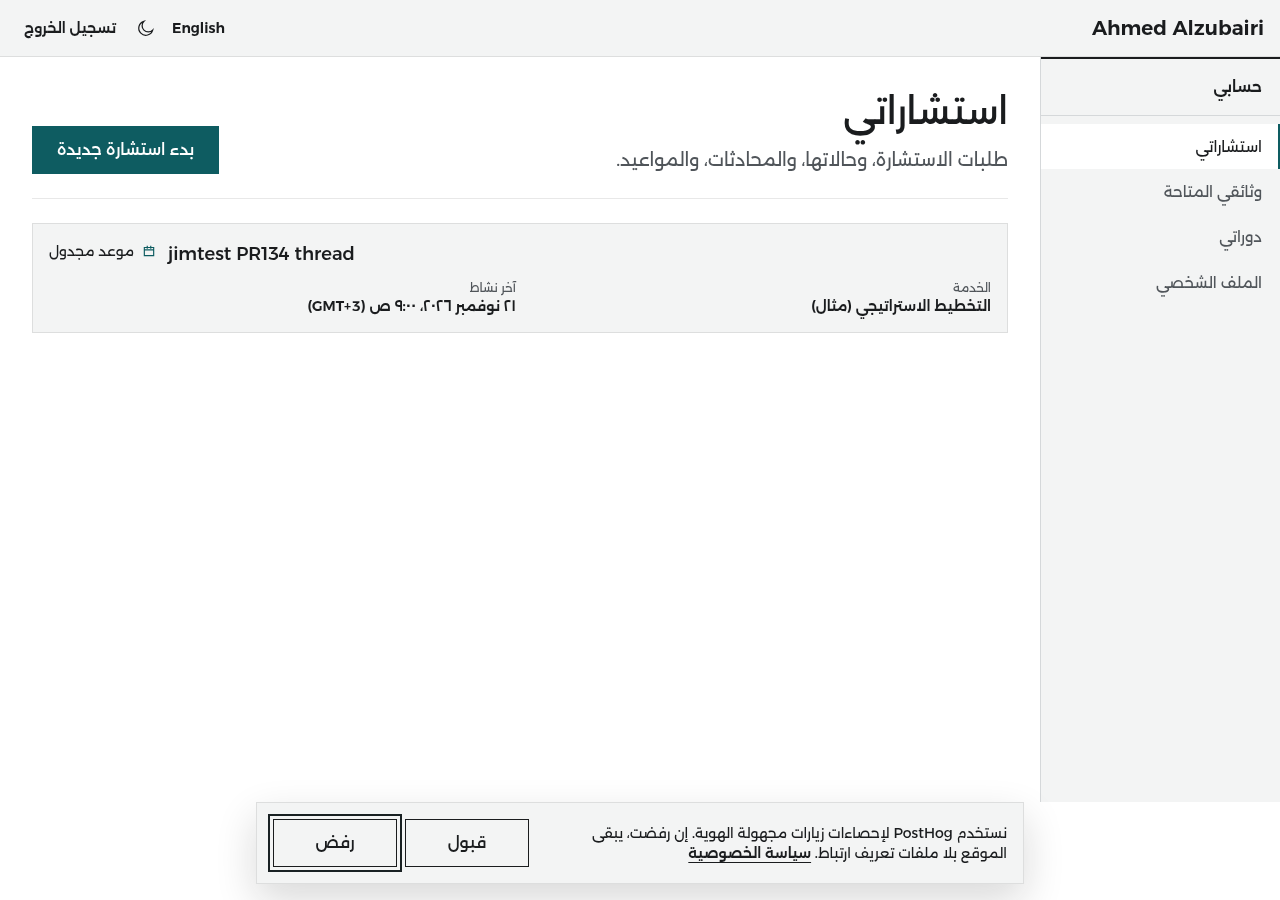 Ahmed Alzubairi
English
تسجيل الخروج
حسابي
استشاراتي
وثائقي المتاحة
دوراتي
الملف الشخصي
استشاراتي
طلبات الاستشارة، وحالاتها، والمحادثات، والمواعيد.
بدء استشارة جديدة
jimtest PR134 thread
موعد مجدول
الخدمة
التخطيط الاستراتيجي (مثال)
آخر نشاط
٢١ نوفمبر ٢٠٢٦، ٩:٠٠ ص (GMT+3)
نستخدم PostHog لإحصاءات زيارات مجهولة الهوية. إن رفضت، يبقى
الموقع بلا ملفات تعريف ارتباط. سياسة الخصوصية
قبول
رفض